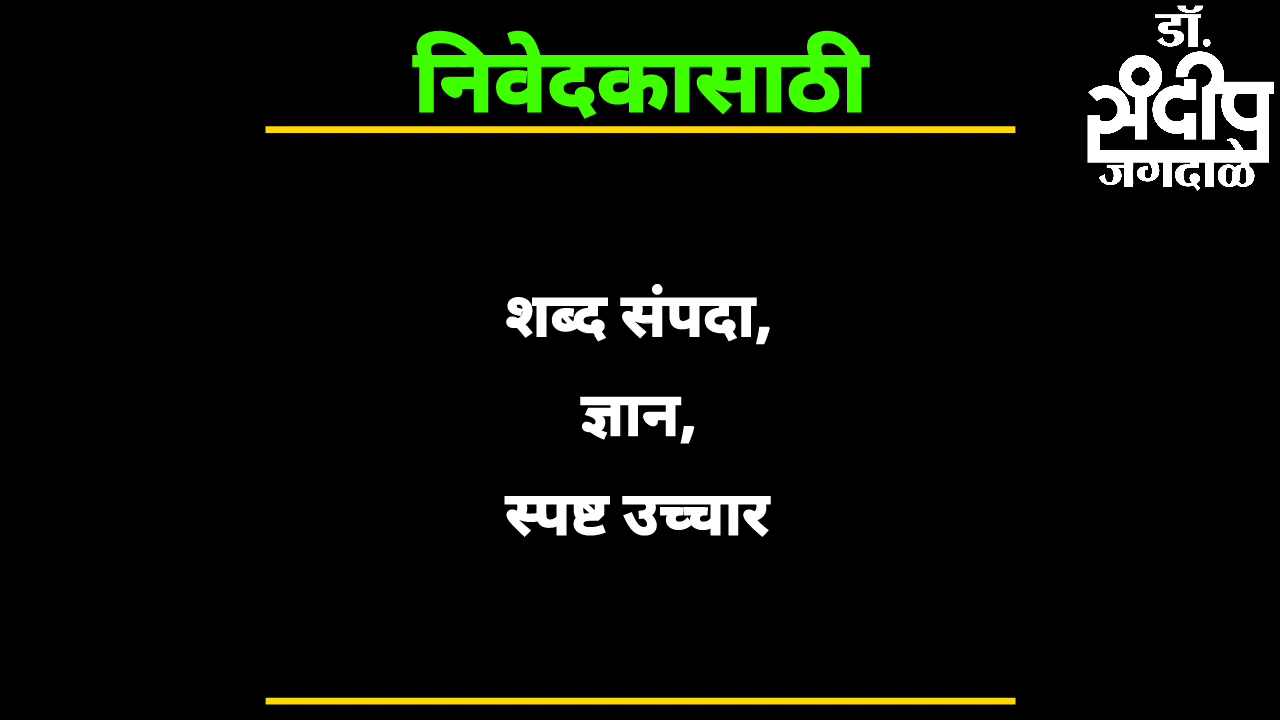 निवेदकासाठी
डॉ.
संदीप
जगदाळे
शब्द संपदा,
ज्ञान,
स्पष्ट उच्चार